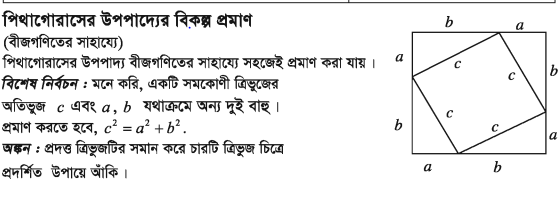 পিথাগোরাসের উপপাদ্যের বিকল্প প্রমাণ
(বীজগণিতের সাহায্যে)
পিথাগোরাসের উপপাদ্য বীজগণিতের সাহায্যে সহজেই প্রমাণ করা যায় ।
বিশেষ নির্বচন : মনে করি, একটি সমকোণী ত্রিভুজের
অতিভুজ c এবং a , b যথাক্রমে অন্য দুই বাহু ।
প্রমাণ করতে হবে, c² = a² + b² .
অঙ্কন : প্রদত্ত ত্রিভুজটির সমান করে চারটি ত্রিভুজ চিত্রে
প্রদর্শিত উপায়ে আঁকি ।
b a
a c c b
b c c a
a b